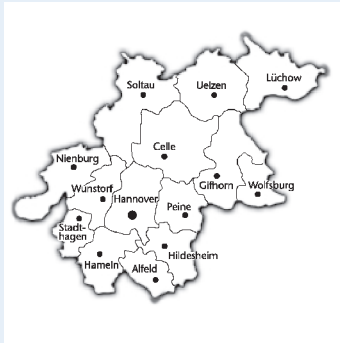 Lüchow
Soltau
Uelzen
Celle
Nienburg
Gifhorn
Wolfsburg
Wunstorf
Hannover
Peine
Stadt-
hagen
Hildesheim
Hameln
Alfeld